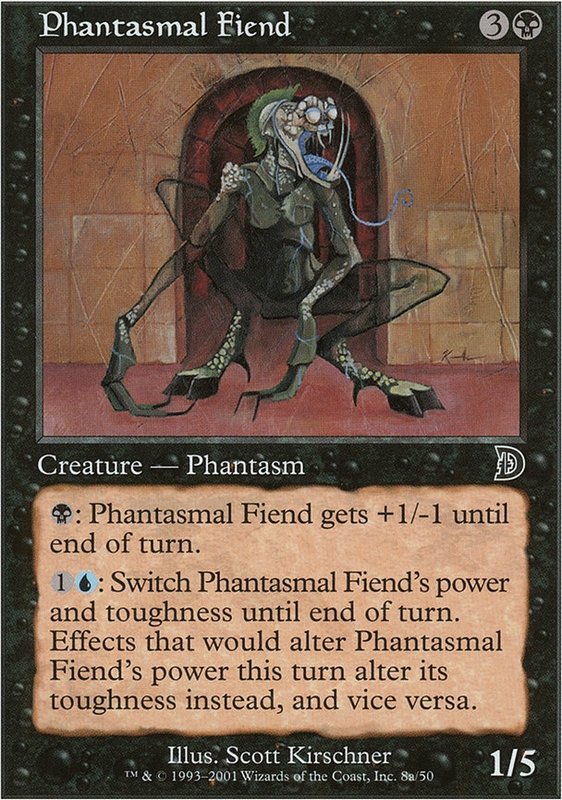 Phantasmal Fiend 3
Creature — Phantasm
: Phantasmal Fiend gets +1/-1 until
end of turn.
1 : Switch Phantasmal Fiend's power
and toughness until end of turn.
Effects that would alter Phantasmal
Fiend's power this turn alter its
toughness instead, and vice versa.
Illus. Scott Kirschner
™ & © 1993–2001 Wizards of the Coast, Inc. 8a/50
1/5